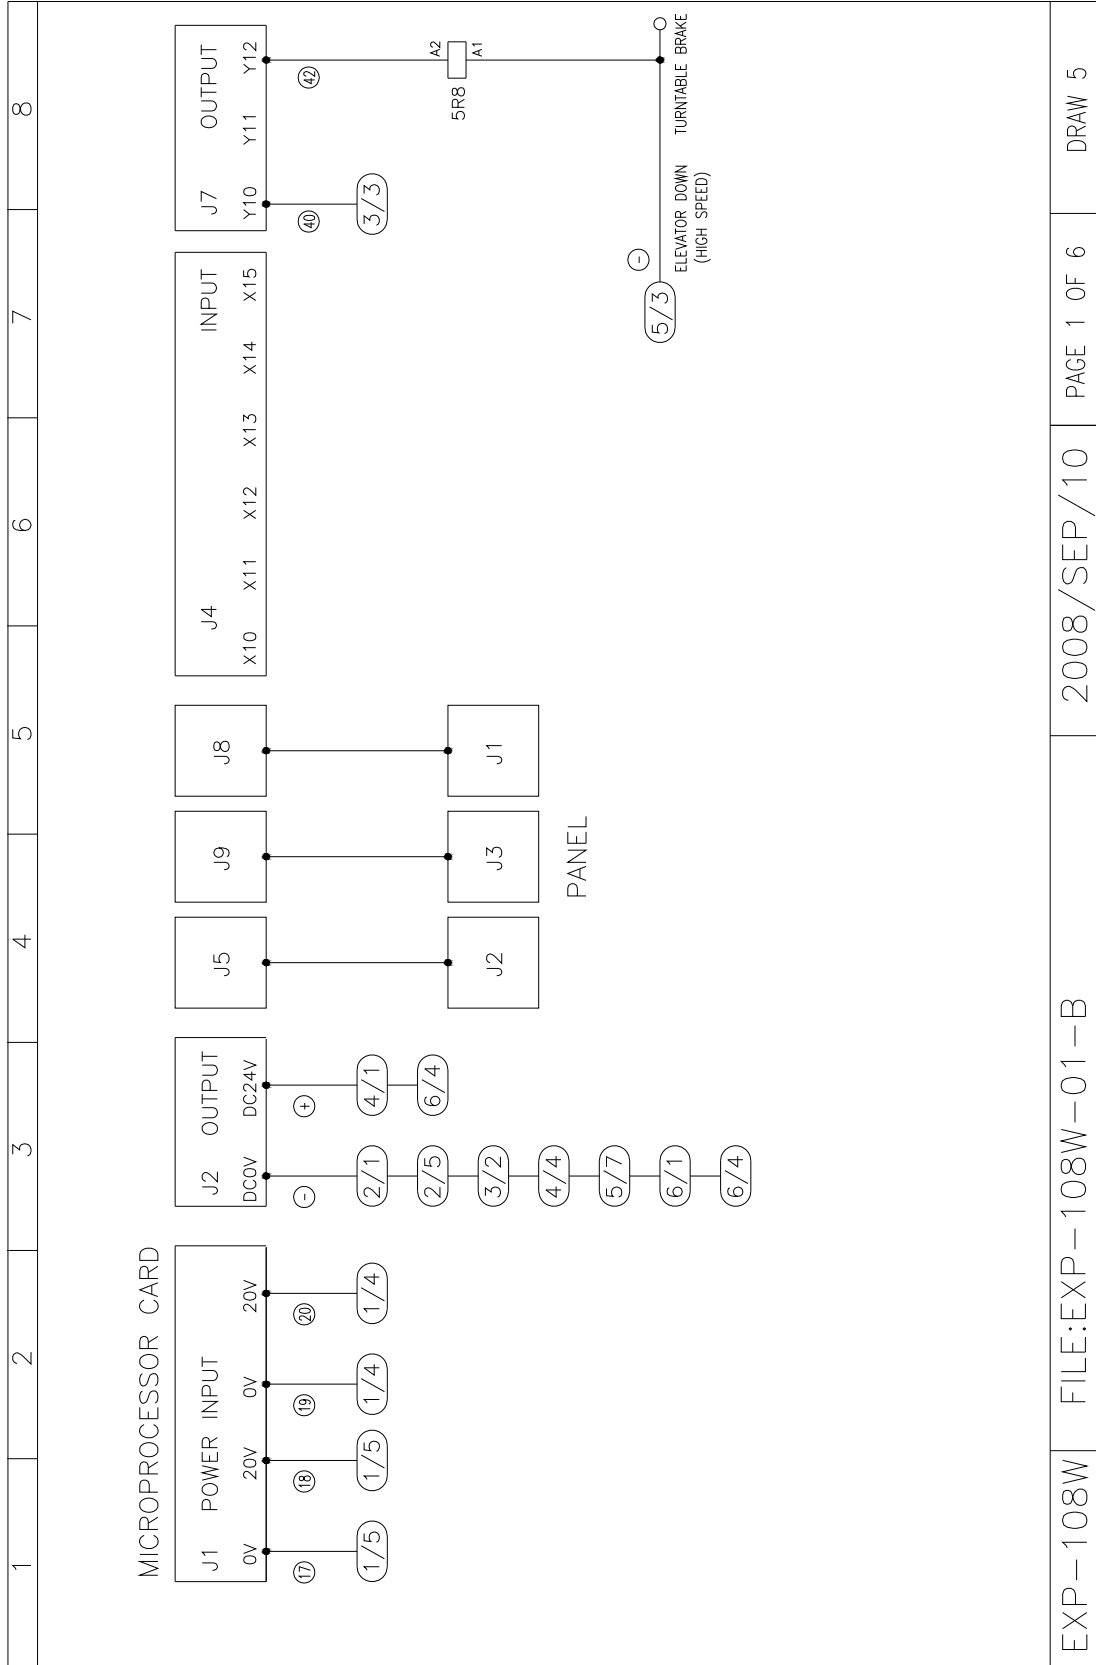 1 2 3 4 5 6 7 8
MICROPROCESSOR CARD
J1 POWER INPUT
0V 20V 0V 20V
17 18 19 20
1/5 1/5 1/4 1/4
J2 OUTPUT
DC0V DC24V
- +
2/1 4/1
2/5 6/4
3/2
4/4
5/7
6/1
6/4
J5 J9 J8
J2 J3 J1
PANEL
J4 INPUT
X10 X11 X12 X13 X14 X15
J7 OUTPUT
Y10 Y11 Y12
40 42
3/3
A2
5R8
A1
-
5/3
ELEVATOR DOWN TURNTABLE BRAKE
(HIGH SPEED)
EXP-108W FILE:EXP-108W-01-B 2008/SEP/10 PAGE 1 OF 6 DRAW 5